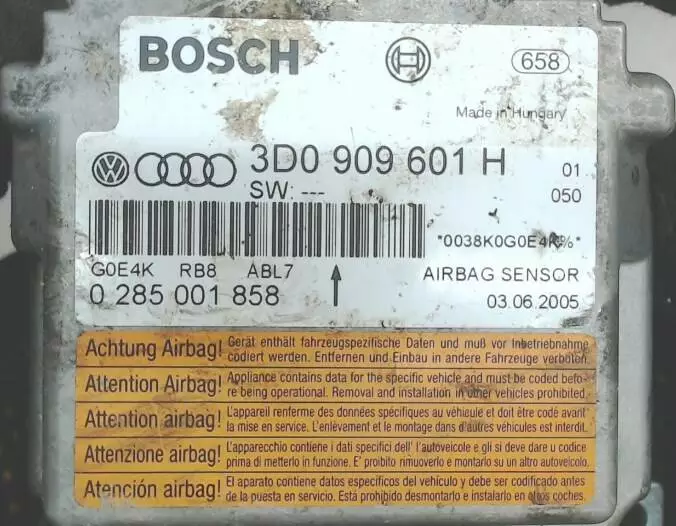 BOSCH
658
Made in Hungary
3D0 909 601 H 01
SW: --- 050
*0038K0G0E4K%*
G0E4K RB8 ABL7
AIRBAG SENSOR
0 285 001 858
03.06.2005
Achtung Airbag! Gerät enthält fahrzeugspezifische Daten und muß vor Inbetriebnahme
codiert werden. Entfernen und Einbau in andere Fahrzeuge verboten.
Attention Airbag! Appliance contains data for the specific vehicle and must be coded befo-
re being operational. Removal and installation in other vehicles prohibited.
Attention airbag! L'appareil renferme des données spécifiques au véhicule et doit être codé avant
la mise en service. L'enlèvement et le montage dans d'autres véhicules est interdit.
Attenzione airbag! L'apparecchio contiene i dati specifici dell' l'autoveicolo e gli si deve dare u codice
prima di metterlo in funzione. E' proibito rimuoverlo e montarlo su un altro autoveicolo.
Atención airbag! El aparato contiene datos específicos del vehículo y debe ser codificado antes
de la puesta en servicio. Está prohibido desmontarlo e instalarlo en otros coches.